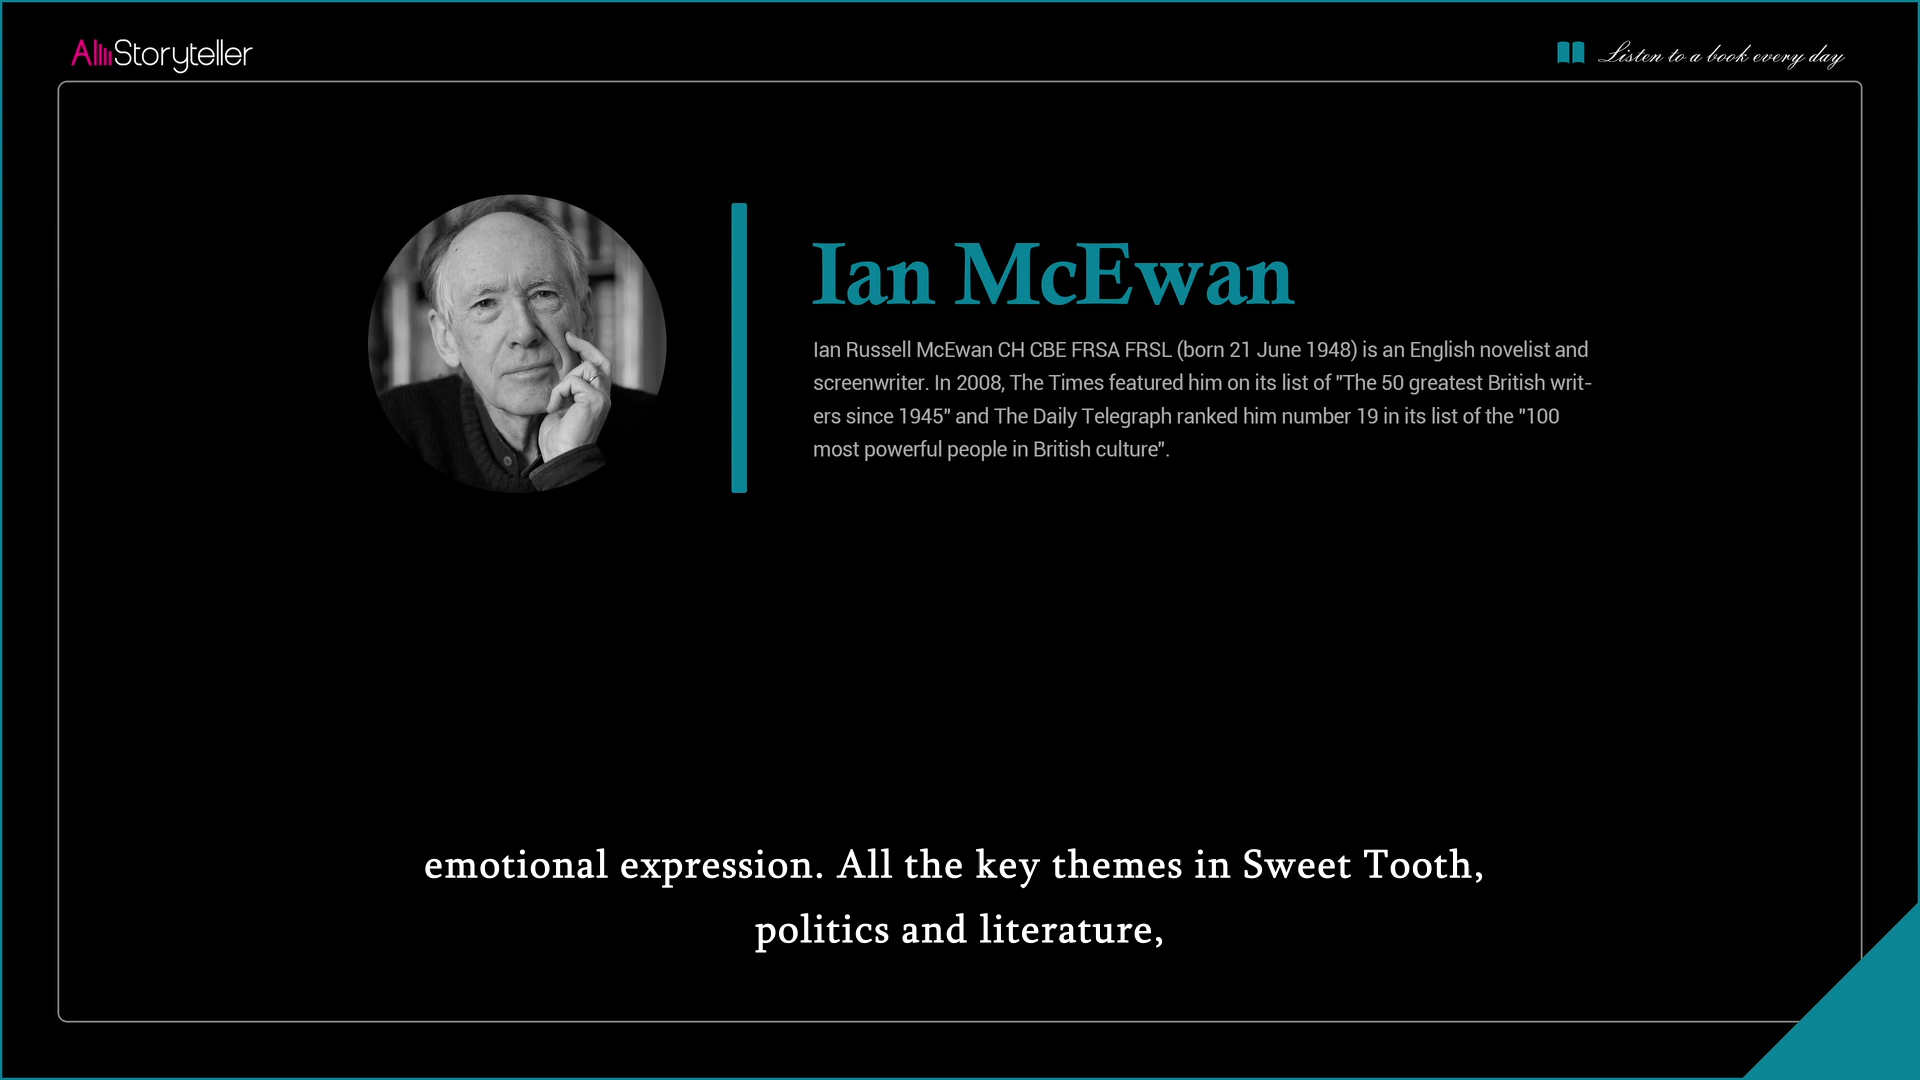 AllStoryteller
Listen to a book every day
Ian McEwan
Ian Russell McEwan CH CBE FRSA FRSL (born 21 June 1948) is an English novelist and
screenwriter. In 2008, The Times featured him on its list of "The 50 greatest British writ-
ers since 1945" and The Daily Telegraph ranked him number 19 in its list of the "100
most powerful people in British culture".
emotional expression. All the key themes in Sweet Tooth,
politics and literature,